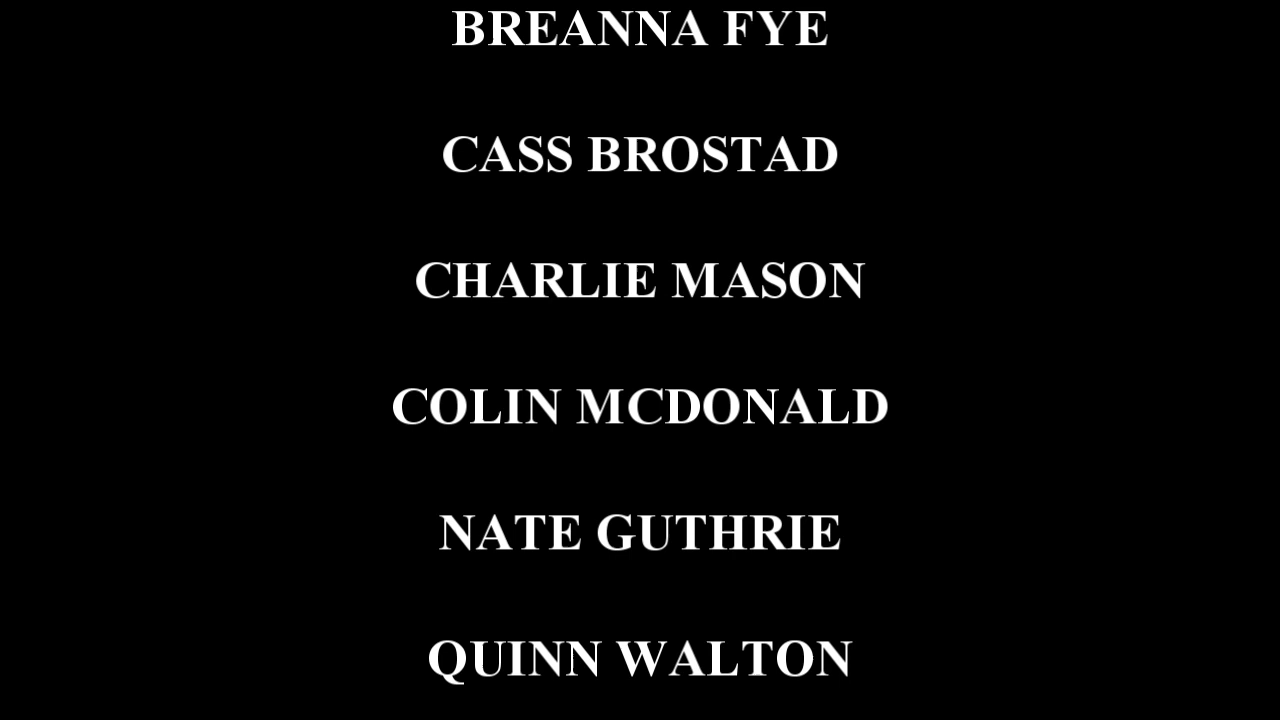 BREANNA FYE
CASS BROSTAD
CHARLIE MASON
COLIN MCDONALD
NATE GUTHRIE
QUINN WALTON